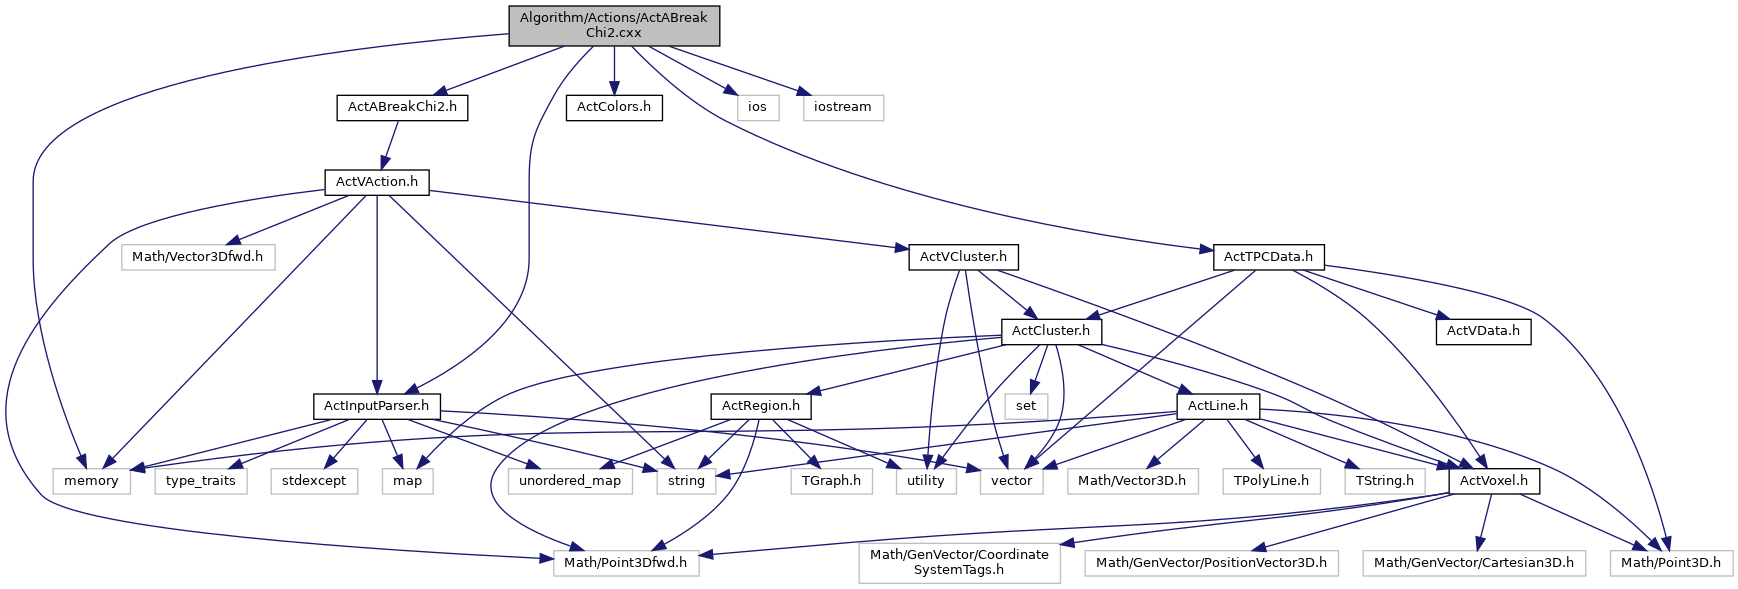 Algorithm/Actions/ActABreak
Chi2.cxx
ActABreakChi2.h
ActColors.h
ios
iostream
ActVAction.h
Math/Vector3Dfwd.h
ActVCluster.h
ActTPCData.h
ActCluster.h
ActVData.h
ActInputParser.h
ActRegion.h
set
ActLine.h
memory
type_traits
stdexcept
map
unordered_map
string
TGraph.h
utility
vector
Math/Vector3D.h
TPolyLine.h
TString.h
ActVoxel.h
Math/Point3Dfwd.h
Math/GenVector/Coordinate
SystemTags.h
Math/GenVector/PositionVector3D.h
Math/GenVector/Cartesian3D.h
Math/Point3D.h